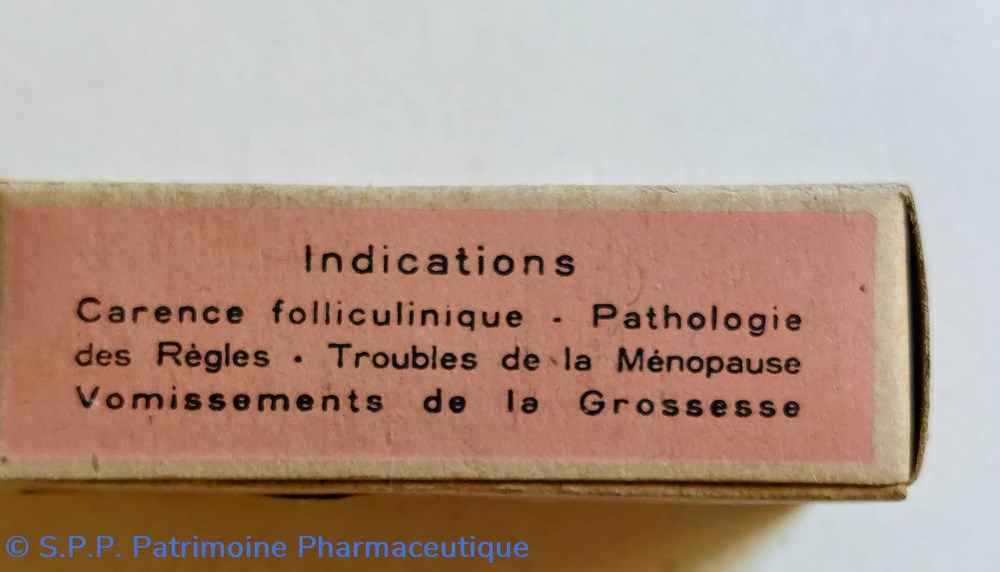 Indications
Carence folliculinique - Pathologie
des Règles - Troubles de la Ménopause
Vomissements de la Grossesse
© S.P.P. Patrimoine Pharmaceutique